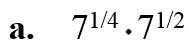 a. 7^{1/4} · 7^{1/2}